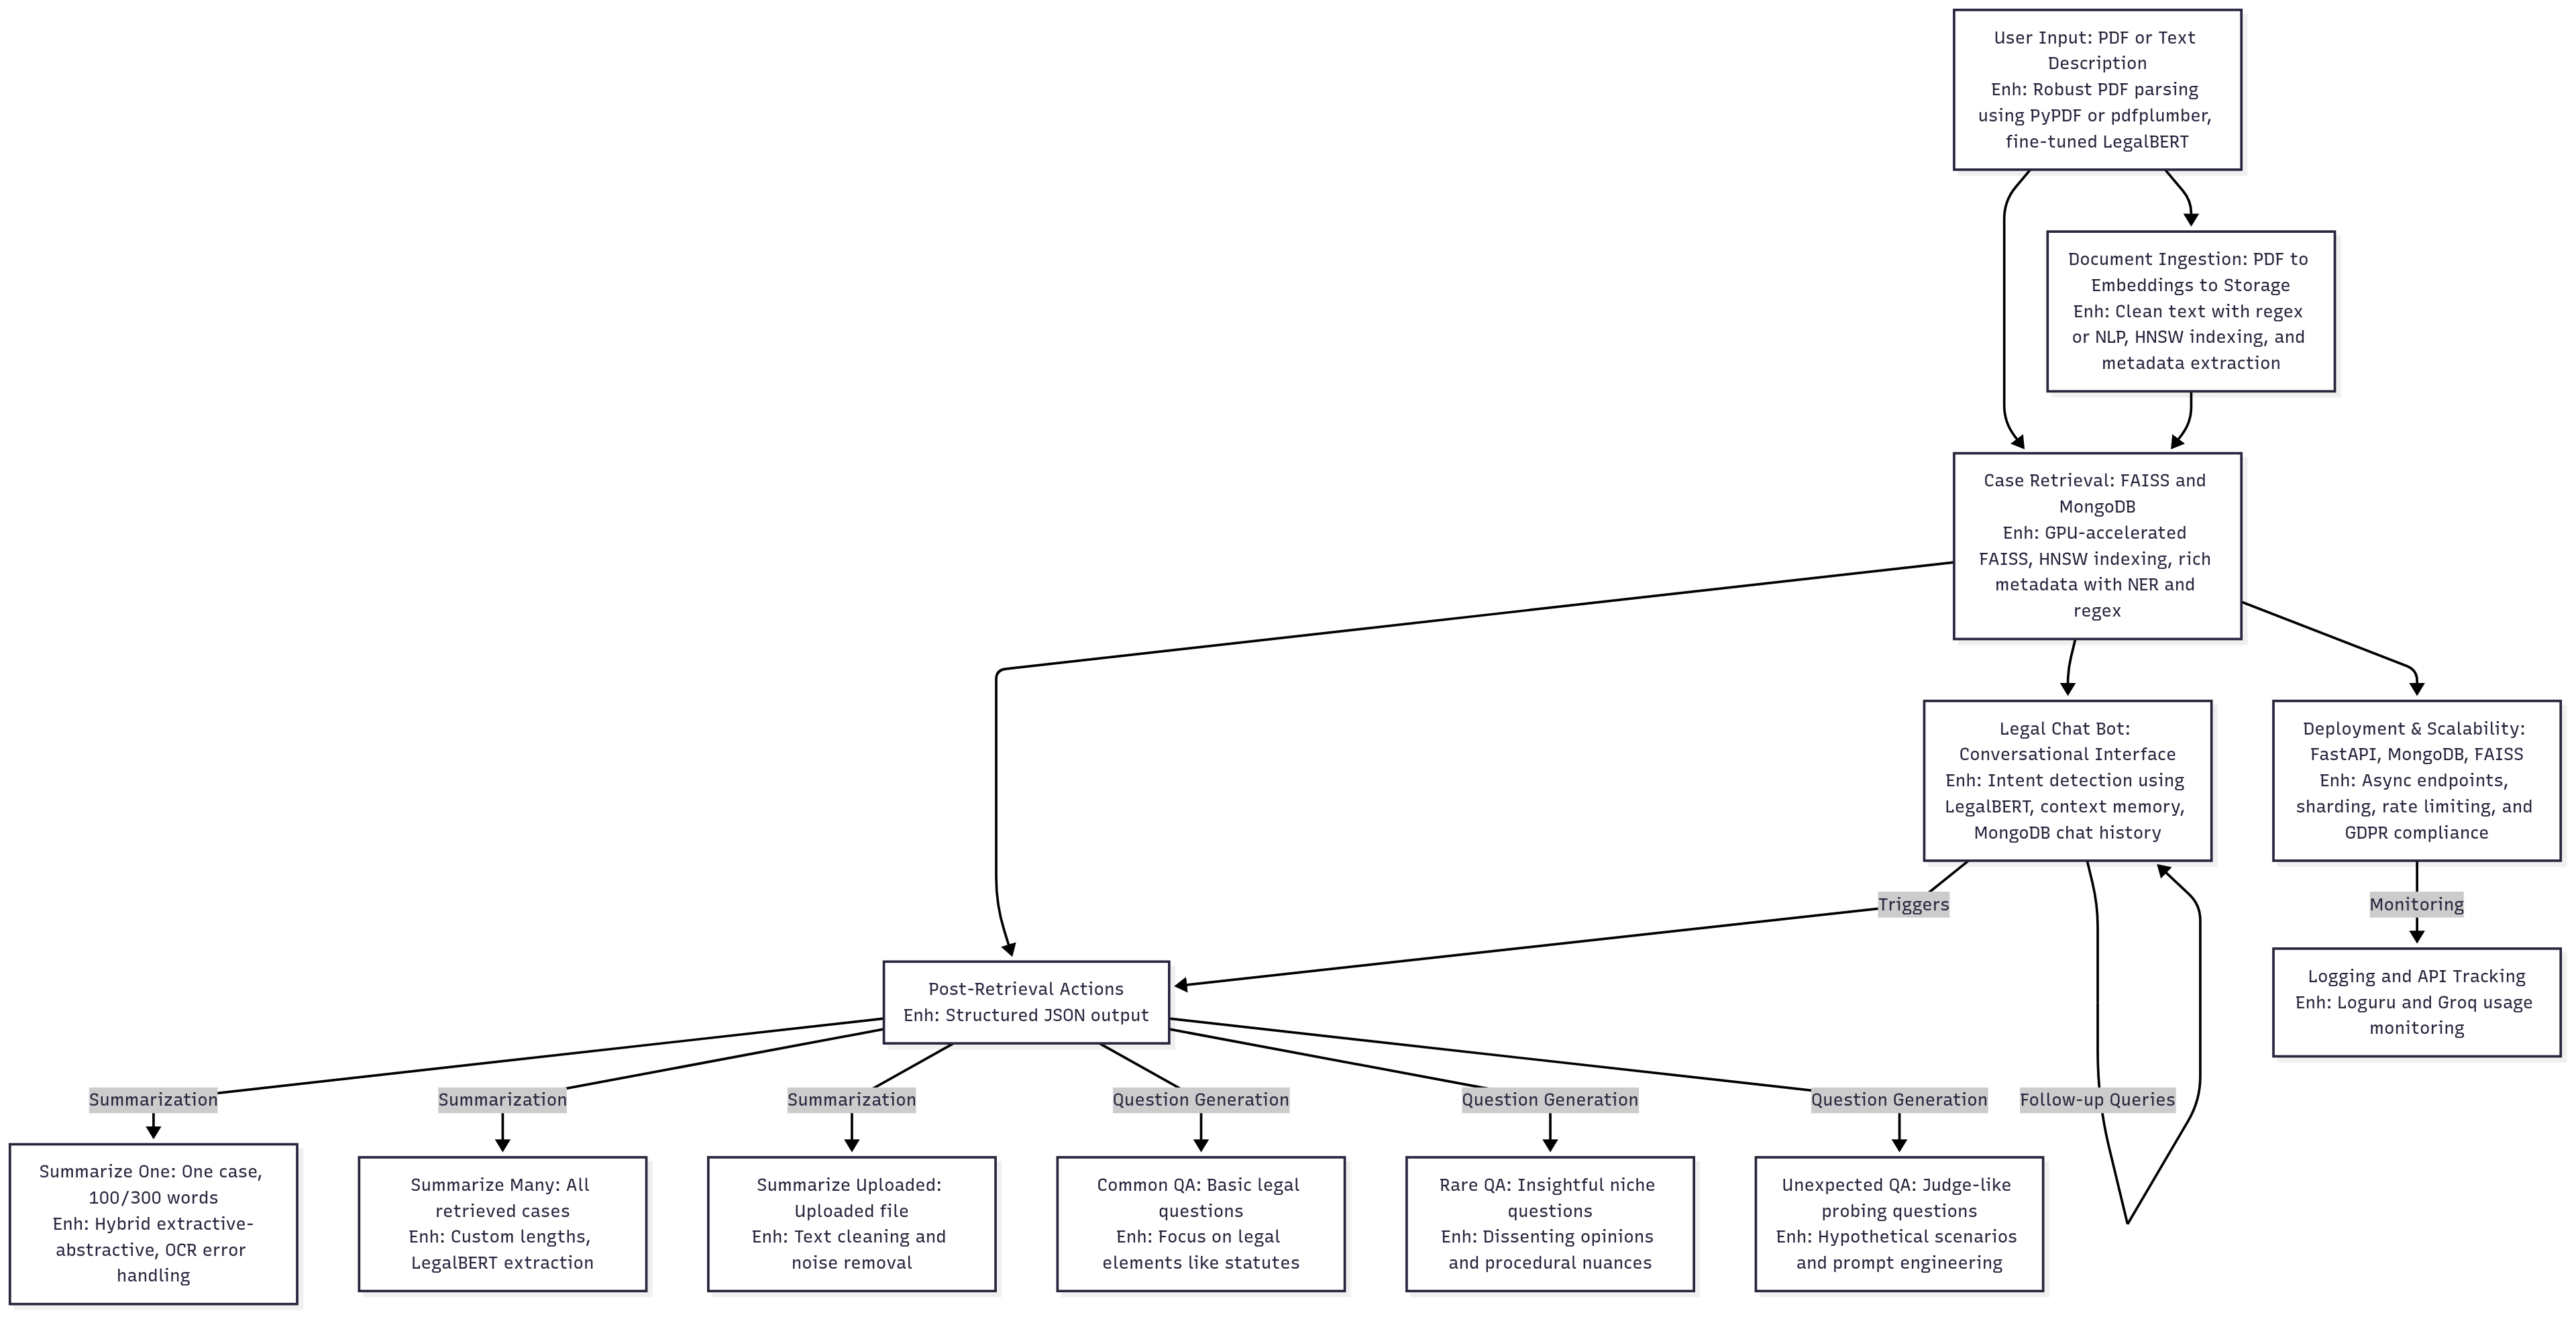 User Input: PDF or Text
Description
Enh: Robust PDF parsing
using PyPDF or pdfplumber,
fine-tuned LegalBERT
Document Ingestion: PDF to
Embeddings to Storage
Enh: Clean text with regex
or NLP, HNSW indexing, and
metadata extraction
Case Retrieval: FAISS and
MongoDB
Enh: GPU-accelerated
FAISS, HNSW indexing, rich
metadata with NER and
regex
Legal Chat Bot:
Conversational Interface
Enh: Intent detection using
LegalBERT, context memory,
MongoDB chat history
Deployment & Scalability:
FastAPI, MongoDB, FAISS
Enh: Async endpoints,
sharding, rate limiting, and
GDPR compliance
Triggers
Monitoring
Post-Retrieval Actions
Enh: Structured JSON output
Logging and API Tracking
Enh: Loguru and Groq usage
monitoring
Summarization
Summarization
Summarization
Question Generation
Question Generation
Question Generation
Follow-up Queries
Summarize One: One case,
100/300 words
Enh: Hybrid extractive-
abstractive, OCR error
handling
Summarize Many: All
retrieved cases
Enh: Custom lengths,
LegalBERT extraction
Summarize Uploaded:
Uploaded file
Enh: Text cleaning and
noise removal
Common QA: Basic legal
questions
Enh: Focus on legal
elements like statutes
Rare QA: Insightful niche
questions
Enh: Dissenting opinions
and procedural nuances
Unexpected QA: Judge-like
probing questions
Enh: Hypothetical scenarios
and prompt engineering